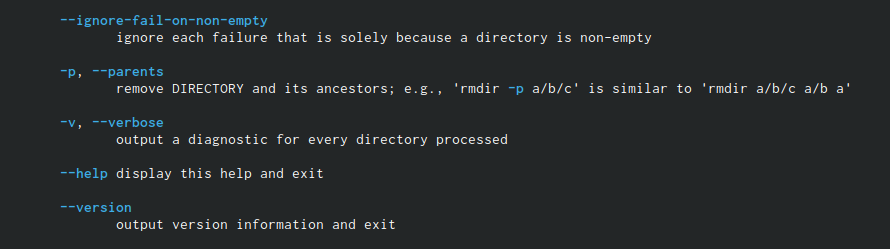 --ignore-fail-on-non-empty
ignore each failure that is solely because a directory is non-empty
-p, --parents
remove DIRECTORY and its ancestors; e.g., 'rmdir -p a/b/c' is similar to 'rmdir a/b/c a/b a'
-v, --verbose
output a diagnostic for every directory processed
--help display this help and exit
--version
output version information and exit